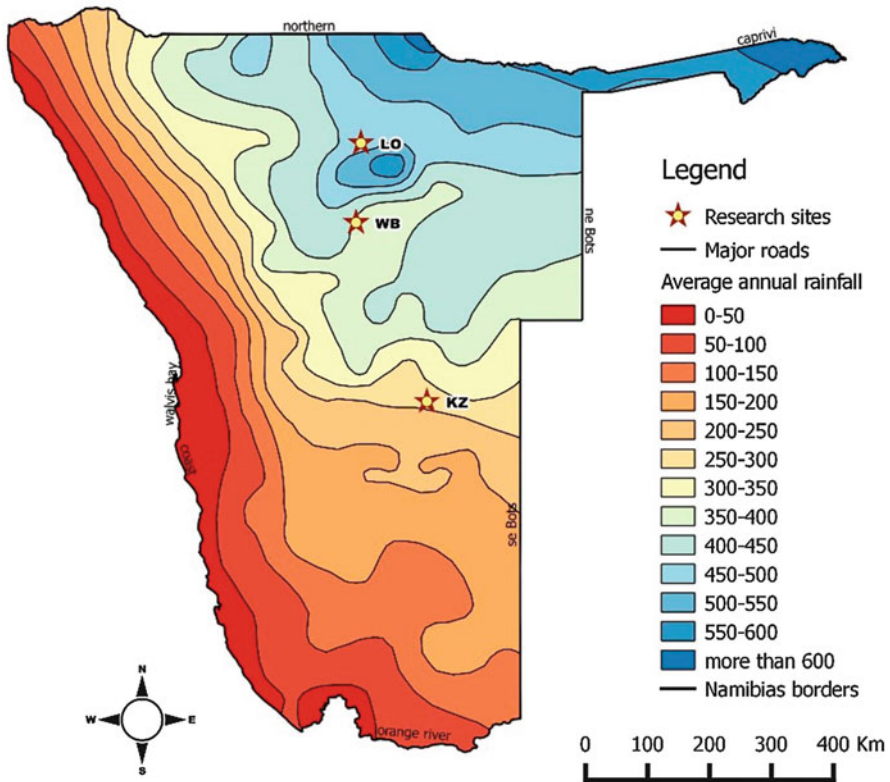 northern
caprivi
LO
WB
ne Bots
KZ
walvis bay
coast
se Bots
orange river
N
W
E
S
Legend
Research sites
Major roads
Average annual rainfall
0-50
50-100
100-150
150-200
200-250
250-300
300-350
350-400
400-450
450-500
500-550
550-600
more than 600
Namibias borders
0 100 200 300 400 Km